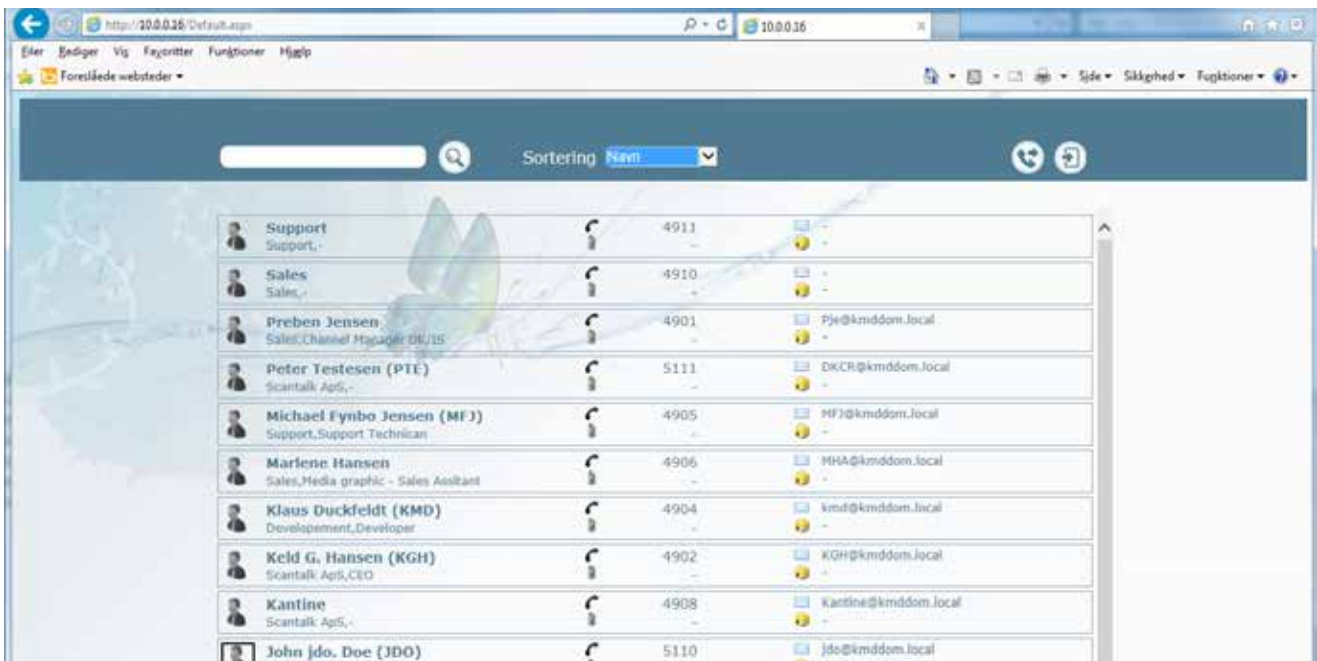 http://10.0.0.16/Default.aspx
10.0.0.16
Filer Rediger Vis Favoritter Funktioner Hjælp
Foreslåede websteder
Side Sikkerhed Funktioner
Sortering Navn
Support 4911 -
Support,- - -
Sales 4910 -
Sales,- - -
Preben Jensen 4901 Pje@kmddom.local
Sales,Channel Manager DK/IS - -
Peter Testesen (PTE) 5111 DKCR@kmddom.local
Scantalk ApS,- - -
Michael Fynbo Jensen (MFJ) 4905 MFJ@kmddom.local
Support,Support Technican - -
Marlene Hansen 4906 MHA@kmddom.local
Sales,Media graphic - Sales Assitant - -
Klaus Duckfeldt (KMD) 4904 kmd@kmddom.local
Developement,Developer - -
Keld G. Hansen (KGH) 4902 KGH@kmddom.local
Scantalk ApS,CEO - -
Kantine 4908 Kantine@kmddom.local
Scantalk ApS,- - -
John jdo. Doe (JDO) 5110 jdo@kmddom.local